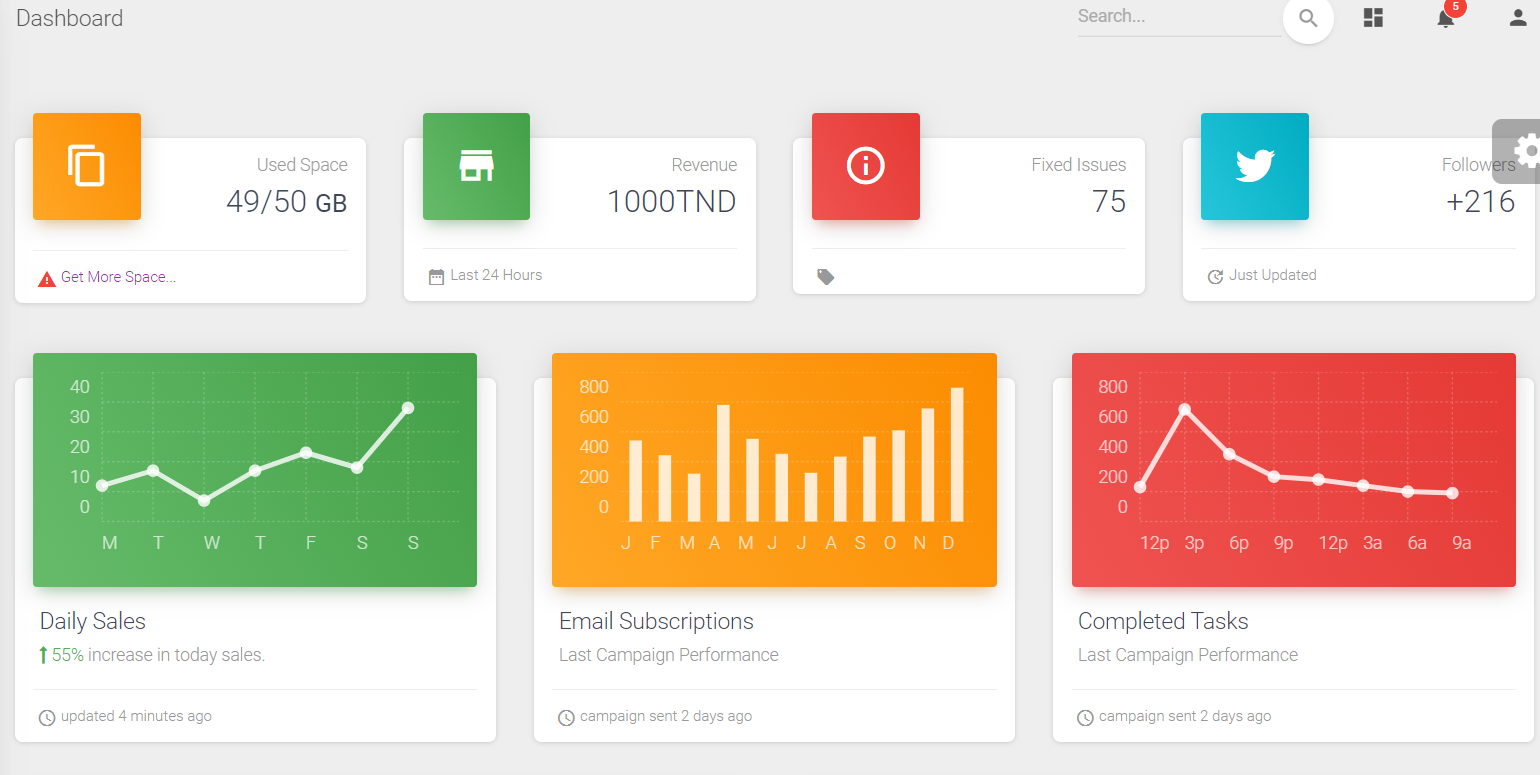 Dashboard
Search...
5
Used Space
49/50 GB
Get More Space...
Revenue
1000TND
Last 24 Hours
Fixed Issues
75
Followers
+216
Just Updated
40
30
20
10
0
M T W T F S S
Daily Sales
55% increase in today sales.
updated 4 minutes ago
800
600
400
200
0
J F M A M J J A S O N D
Email Subscriptions
Last Campaign Performance
campaign sent 2 days ago
800
600
400
200
0
12p 3p 6p 9p 12p 3a 6a 9a
Completed Tasks
Last Campaign Performance
campaign sent 2 days ago